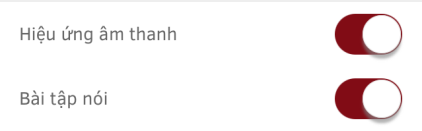 Hiệu ứng âm thanh
Bài tập nói